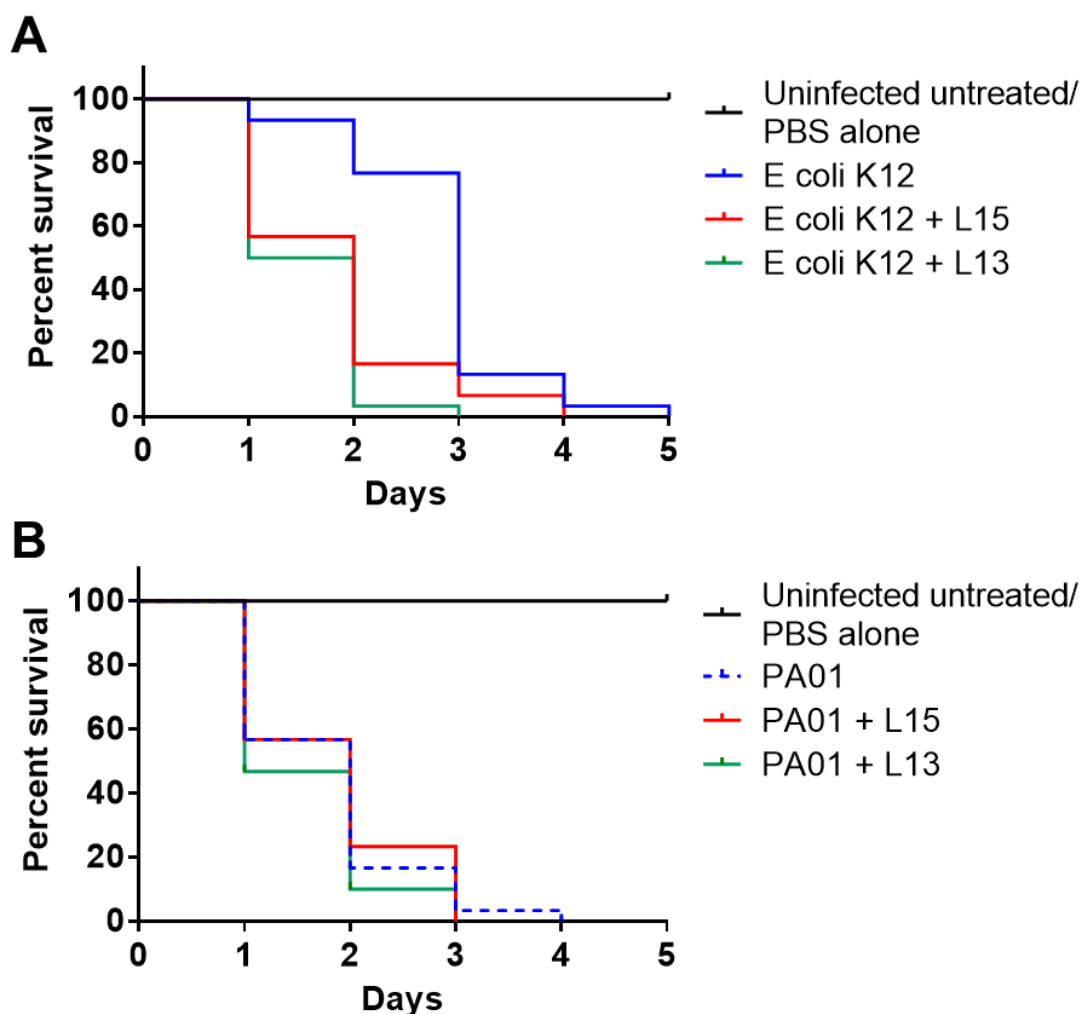 A
Percent survival
100
80
60
40
20
0
0 1 2 3 4 5
Days
Uninfected untreated/
PBS alone
E coli K12
E coli K12 + L15
E coli K12 + L13
B
Percent survival
100
80
60
40
20
0
0 1 2 3 4 5
Days
Uninfected untreated/
PBS alone
PA01
PA01 + L15
PA01 + L13